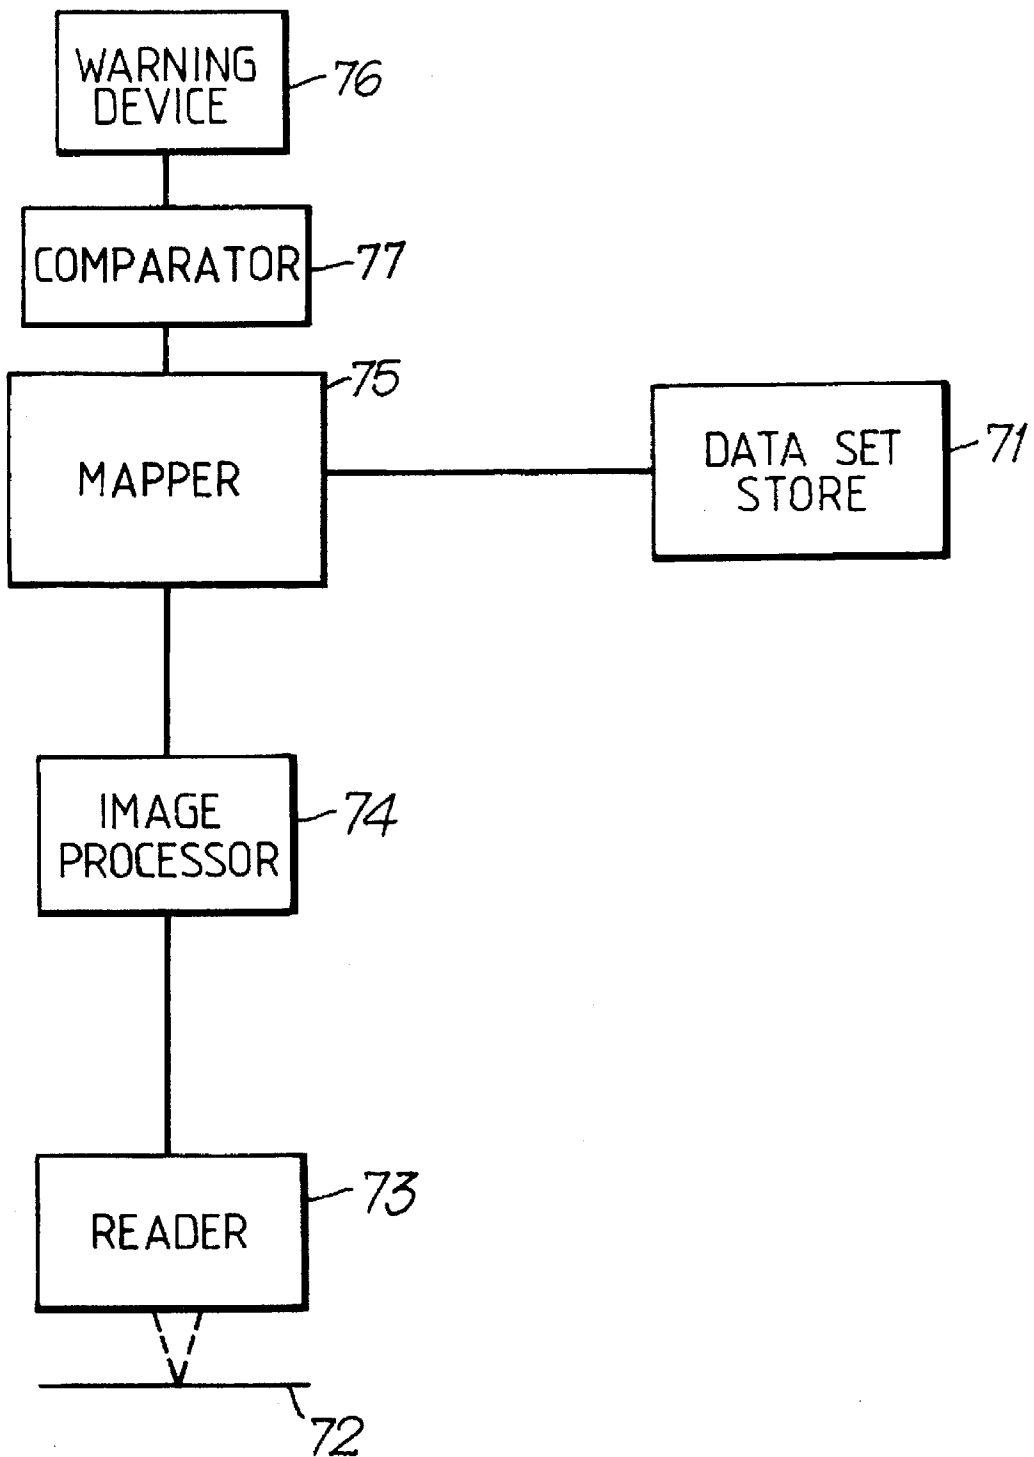 WARNING
DEVICE
76
COMPARATOR
77
75
MAPPER
DATA SET
STORE
71
IMAGE
PROCESSOR
74
READER
73
72